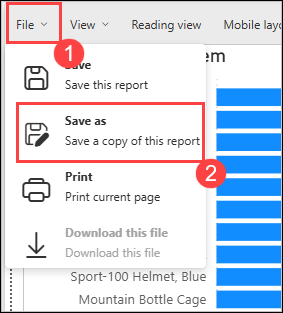 File View Reading view Mobile layo
1
em
Save
Save this report
Save as
Save a copy of this report
2
Print
Print current page
Download this file
Download this file
Sport-100 Helmet, Blue
Mountain Bottle Cage